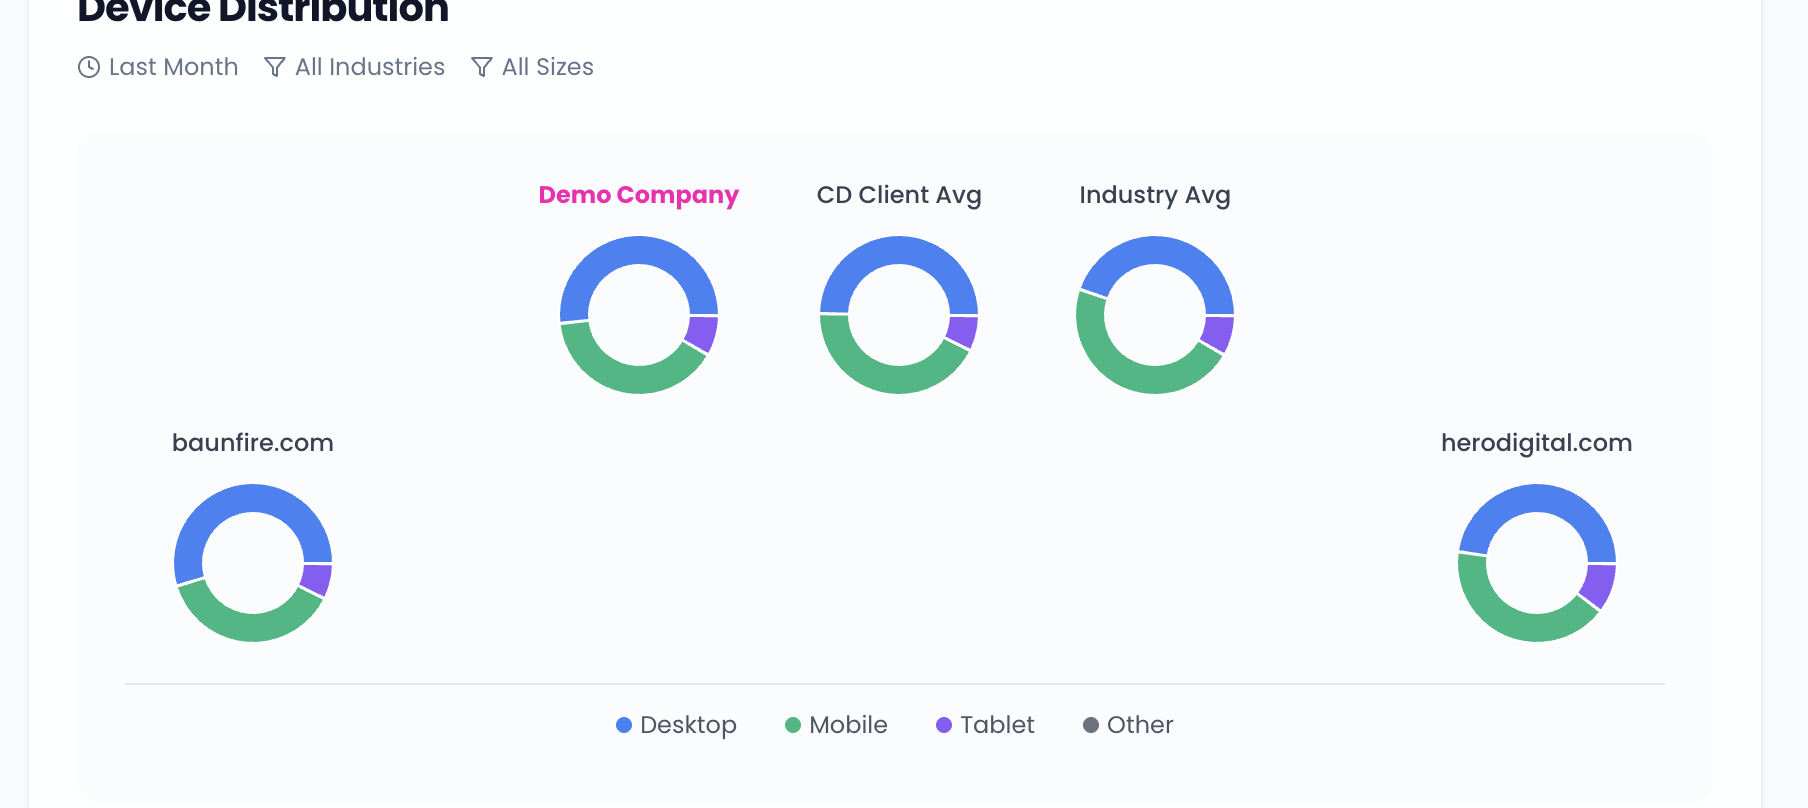 Device Distribution
Last Month All Industries All Sizes
Demo Company CD Client Avg Industry Avg
baunfire.com herodigital.com
Desktop Mobile Tablet Other